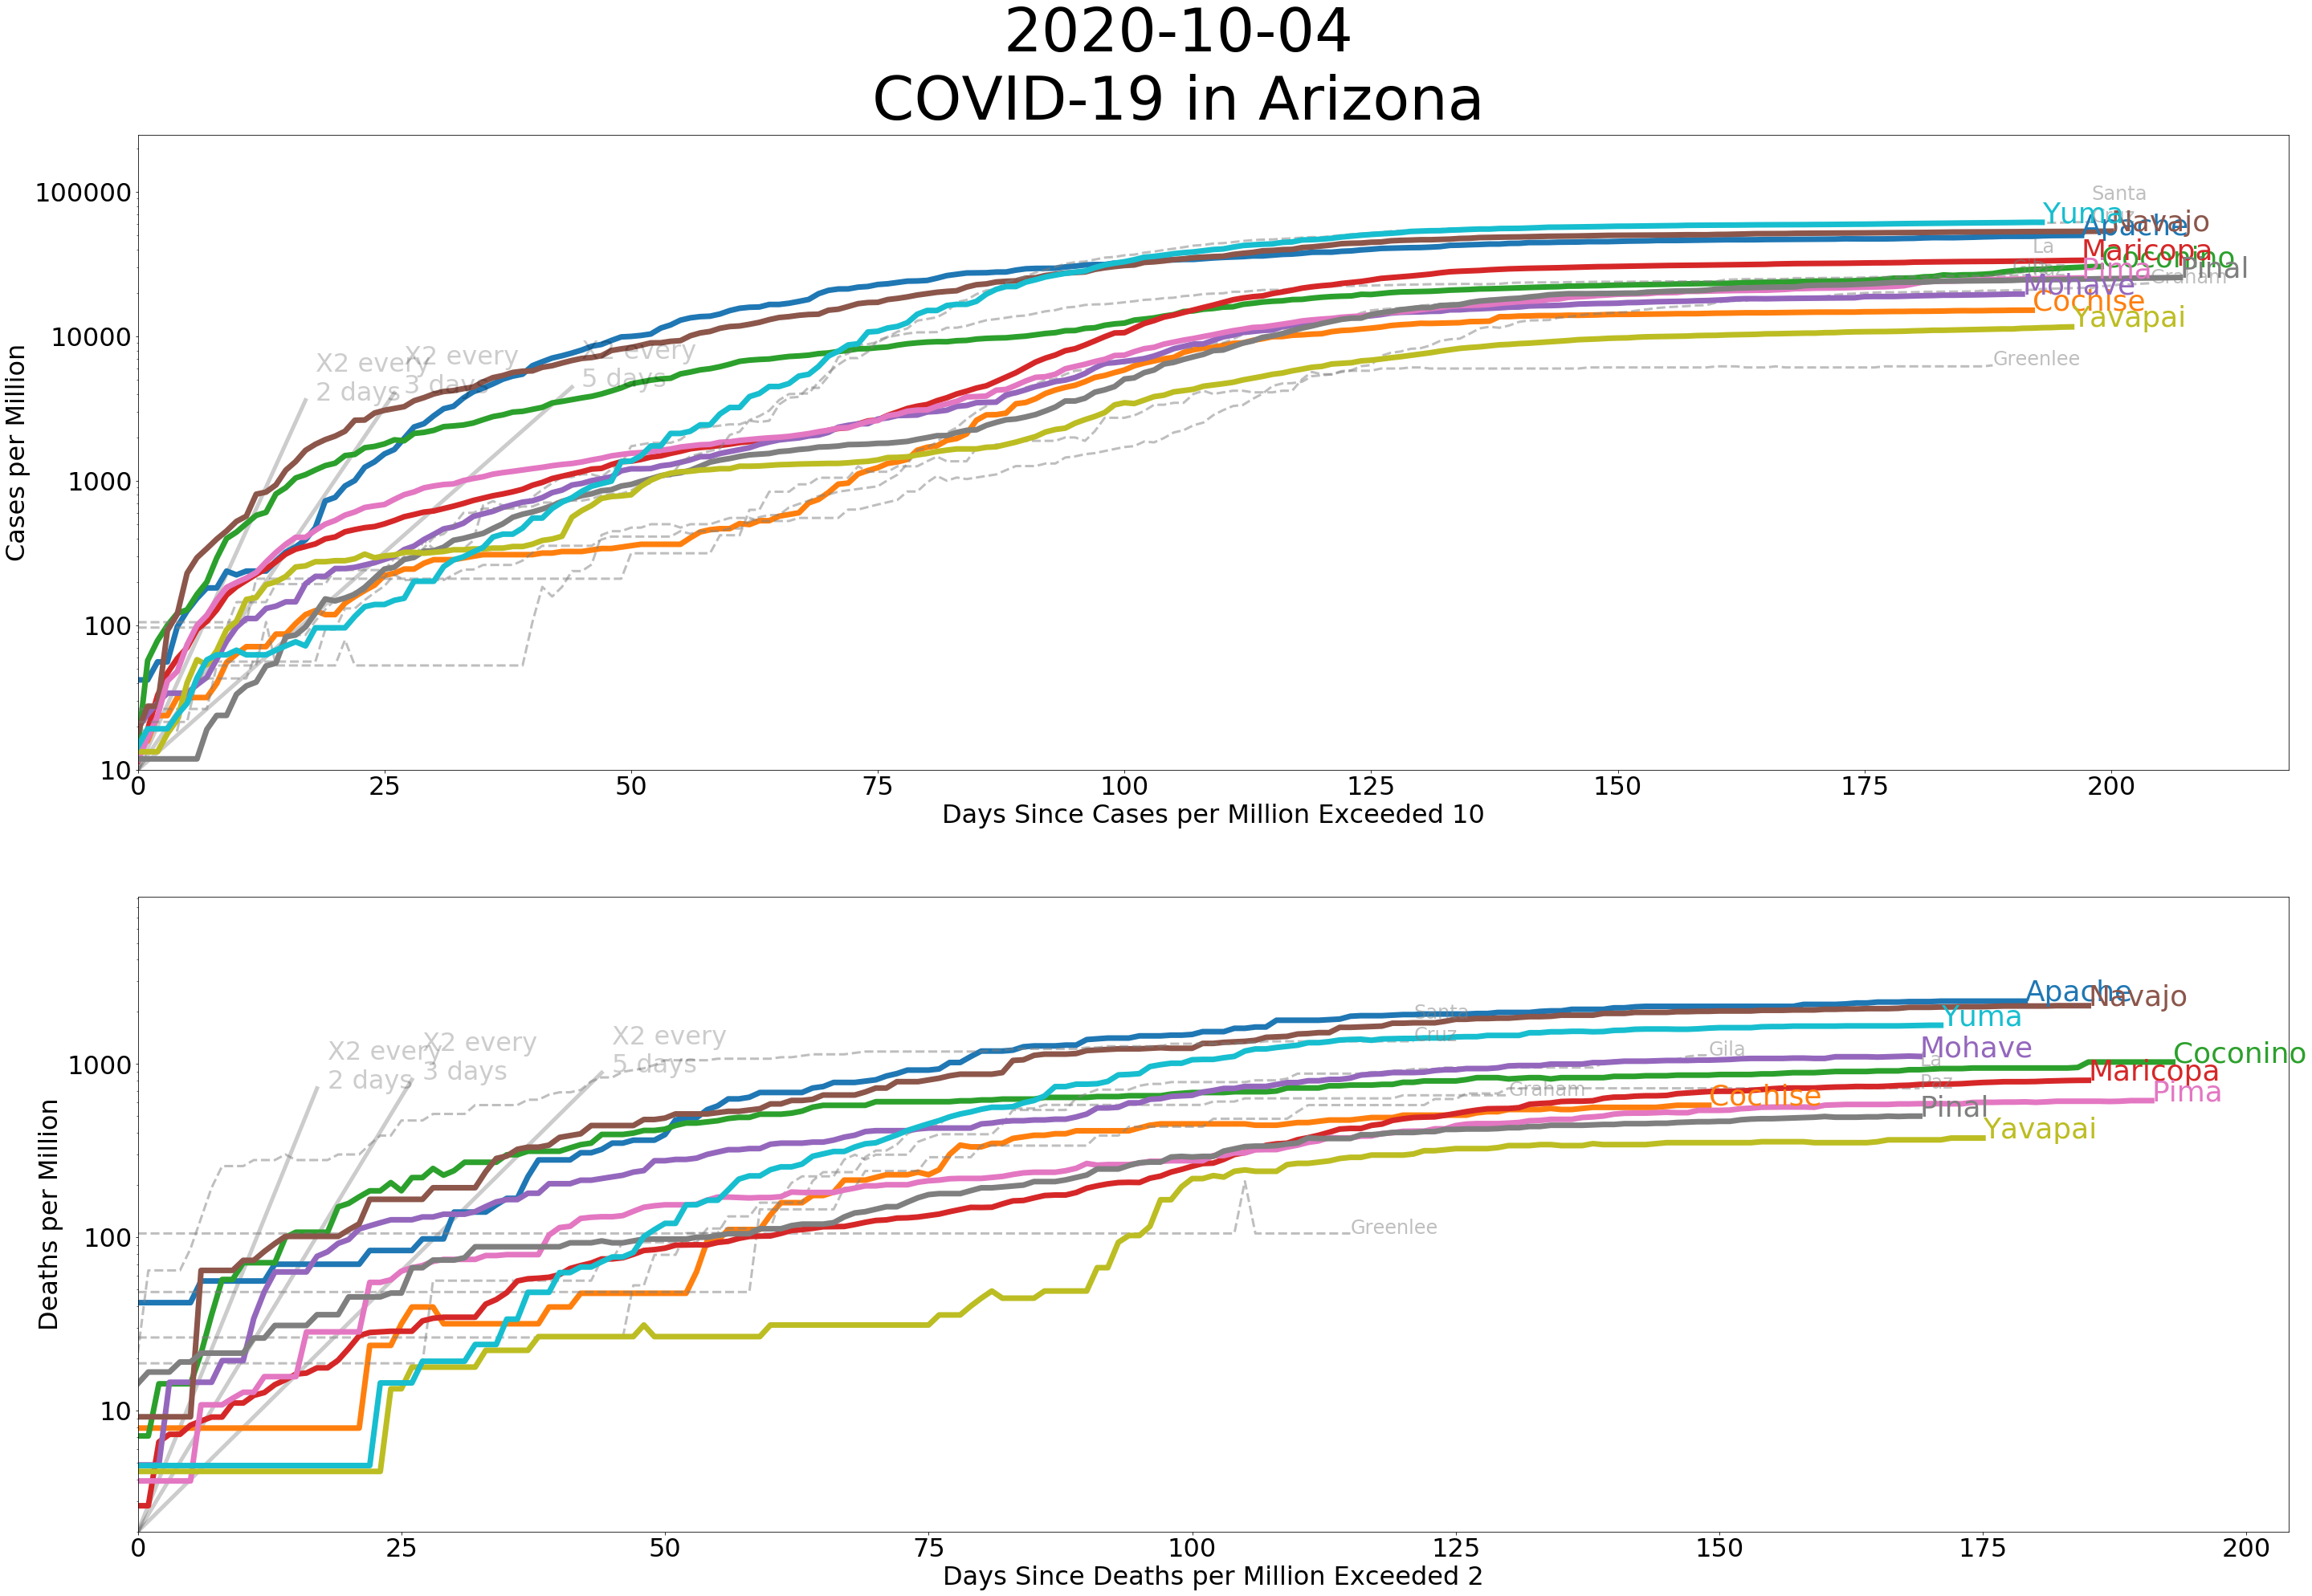 2020-10-04
COVID-19 in Arizona
Cases per Million
100000
10000
1000
100
10
X2 every
2 days
X2 every
3 days
X2 every
5 days
Santa
Yuma
Navajo
Apache
La
Maricopa
Coconino
Pima
Pinal
Graham
Mohave
Cochise
Yavapai
Greenlee
0 25 50 75 100 125 150 175 200
Days Since Cases per Million Exceeded 10
Deaths per Million
1000
100
10
X2 every
2 days
X2 every
3 days
X2 every
5 days
Apache
Navajo
Santa
Cruz
Yuma
Gila
Mohave
La
Paz
Coconino
Maricopa
Graham
Cochise
Pima
Pinal
Yavapai
Greenlee
0 25 50 75 100 125 150 175 200
Days Since Deaths per Million Exceeded 2